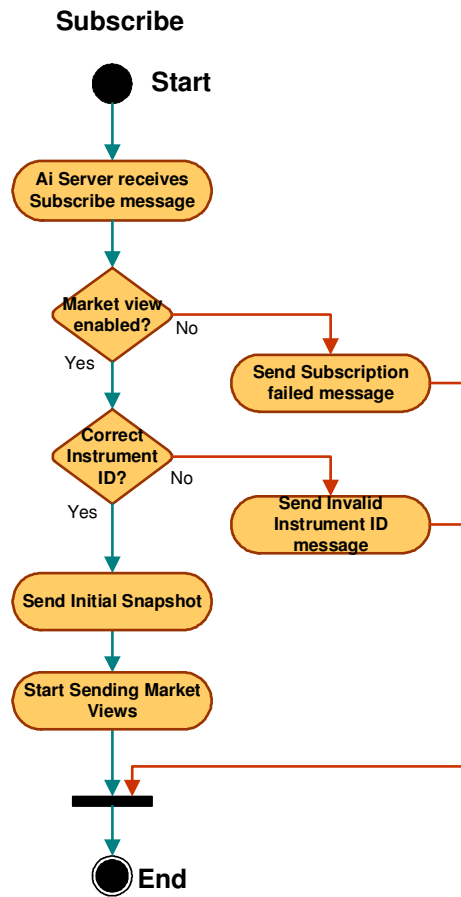 Subscribe
Start
Ai Server receives
Subscribe message
Market view
enabled?
No
Yes
Send Subscription
failed message
Correct
Instrument
ID?
No
Yes
Send Invalid
Instrument ID
message
Send Initial Snapshot
Start Sending Market
Views
End